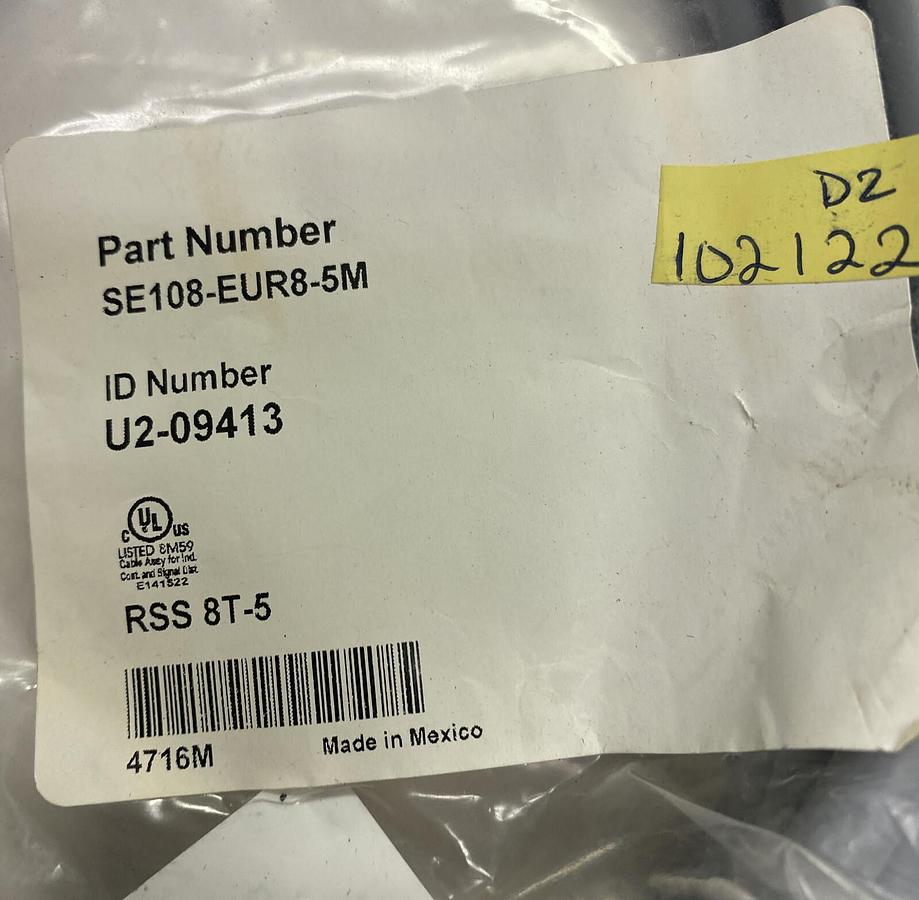 D2
102122
Part Number
SE108-EUR8-5M
ID Number
U2-09413
C UL US
LISTED 8M59
Cable Assy for Ind.
Cont. and Signal Dist.
E141522
RSS 8T-5
4716M
Made in Mexico